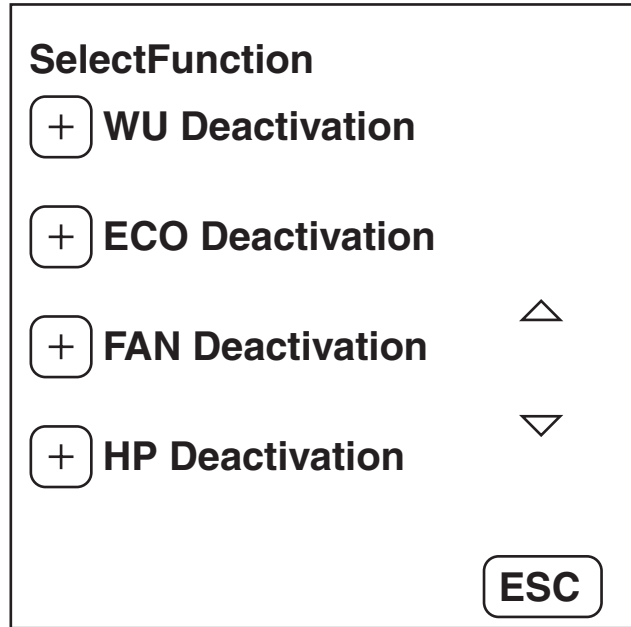 SelectFunction
+ WU Deactivation
+ ECO Deactivation
+ FAN Deactivation
+ HP Deactivation
ESC